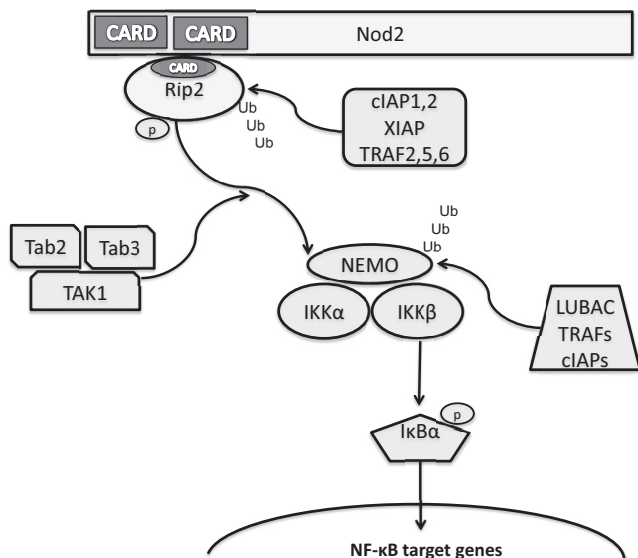 CARD CARD Nod2
CARD
Rip2
p
Ub
Ub
Ub
cIAP1,2
XIAP
TRAF2,5,6
Tab2 Tab3
TAK1
Ub
Ub
Ub
NEMO
IKKα IKKβ
LUBAC
TRAFs
cIAPs
p
IκBα
NF-κB target genes